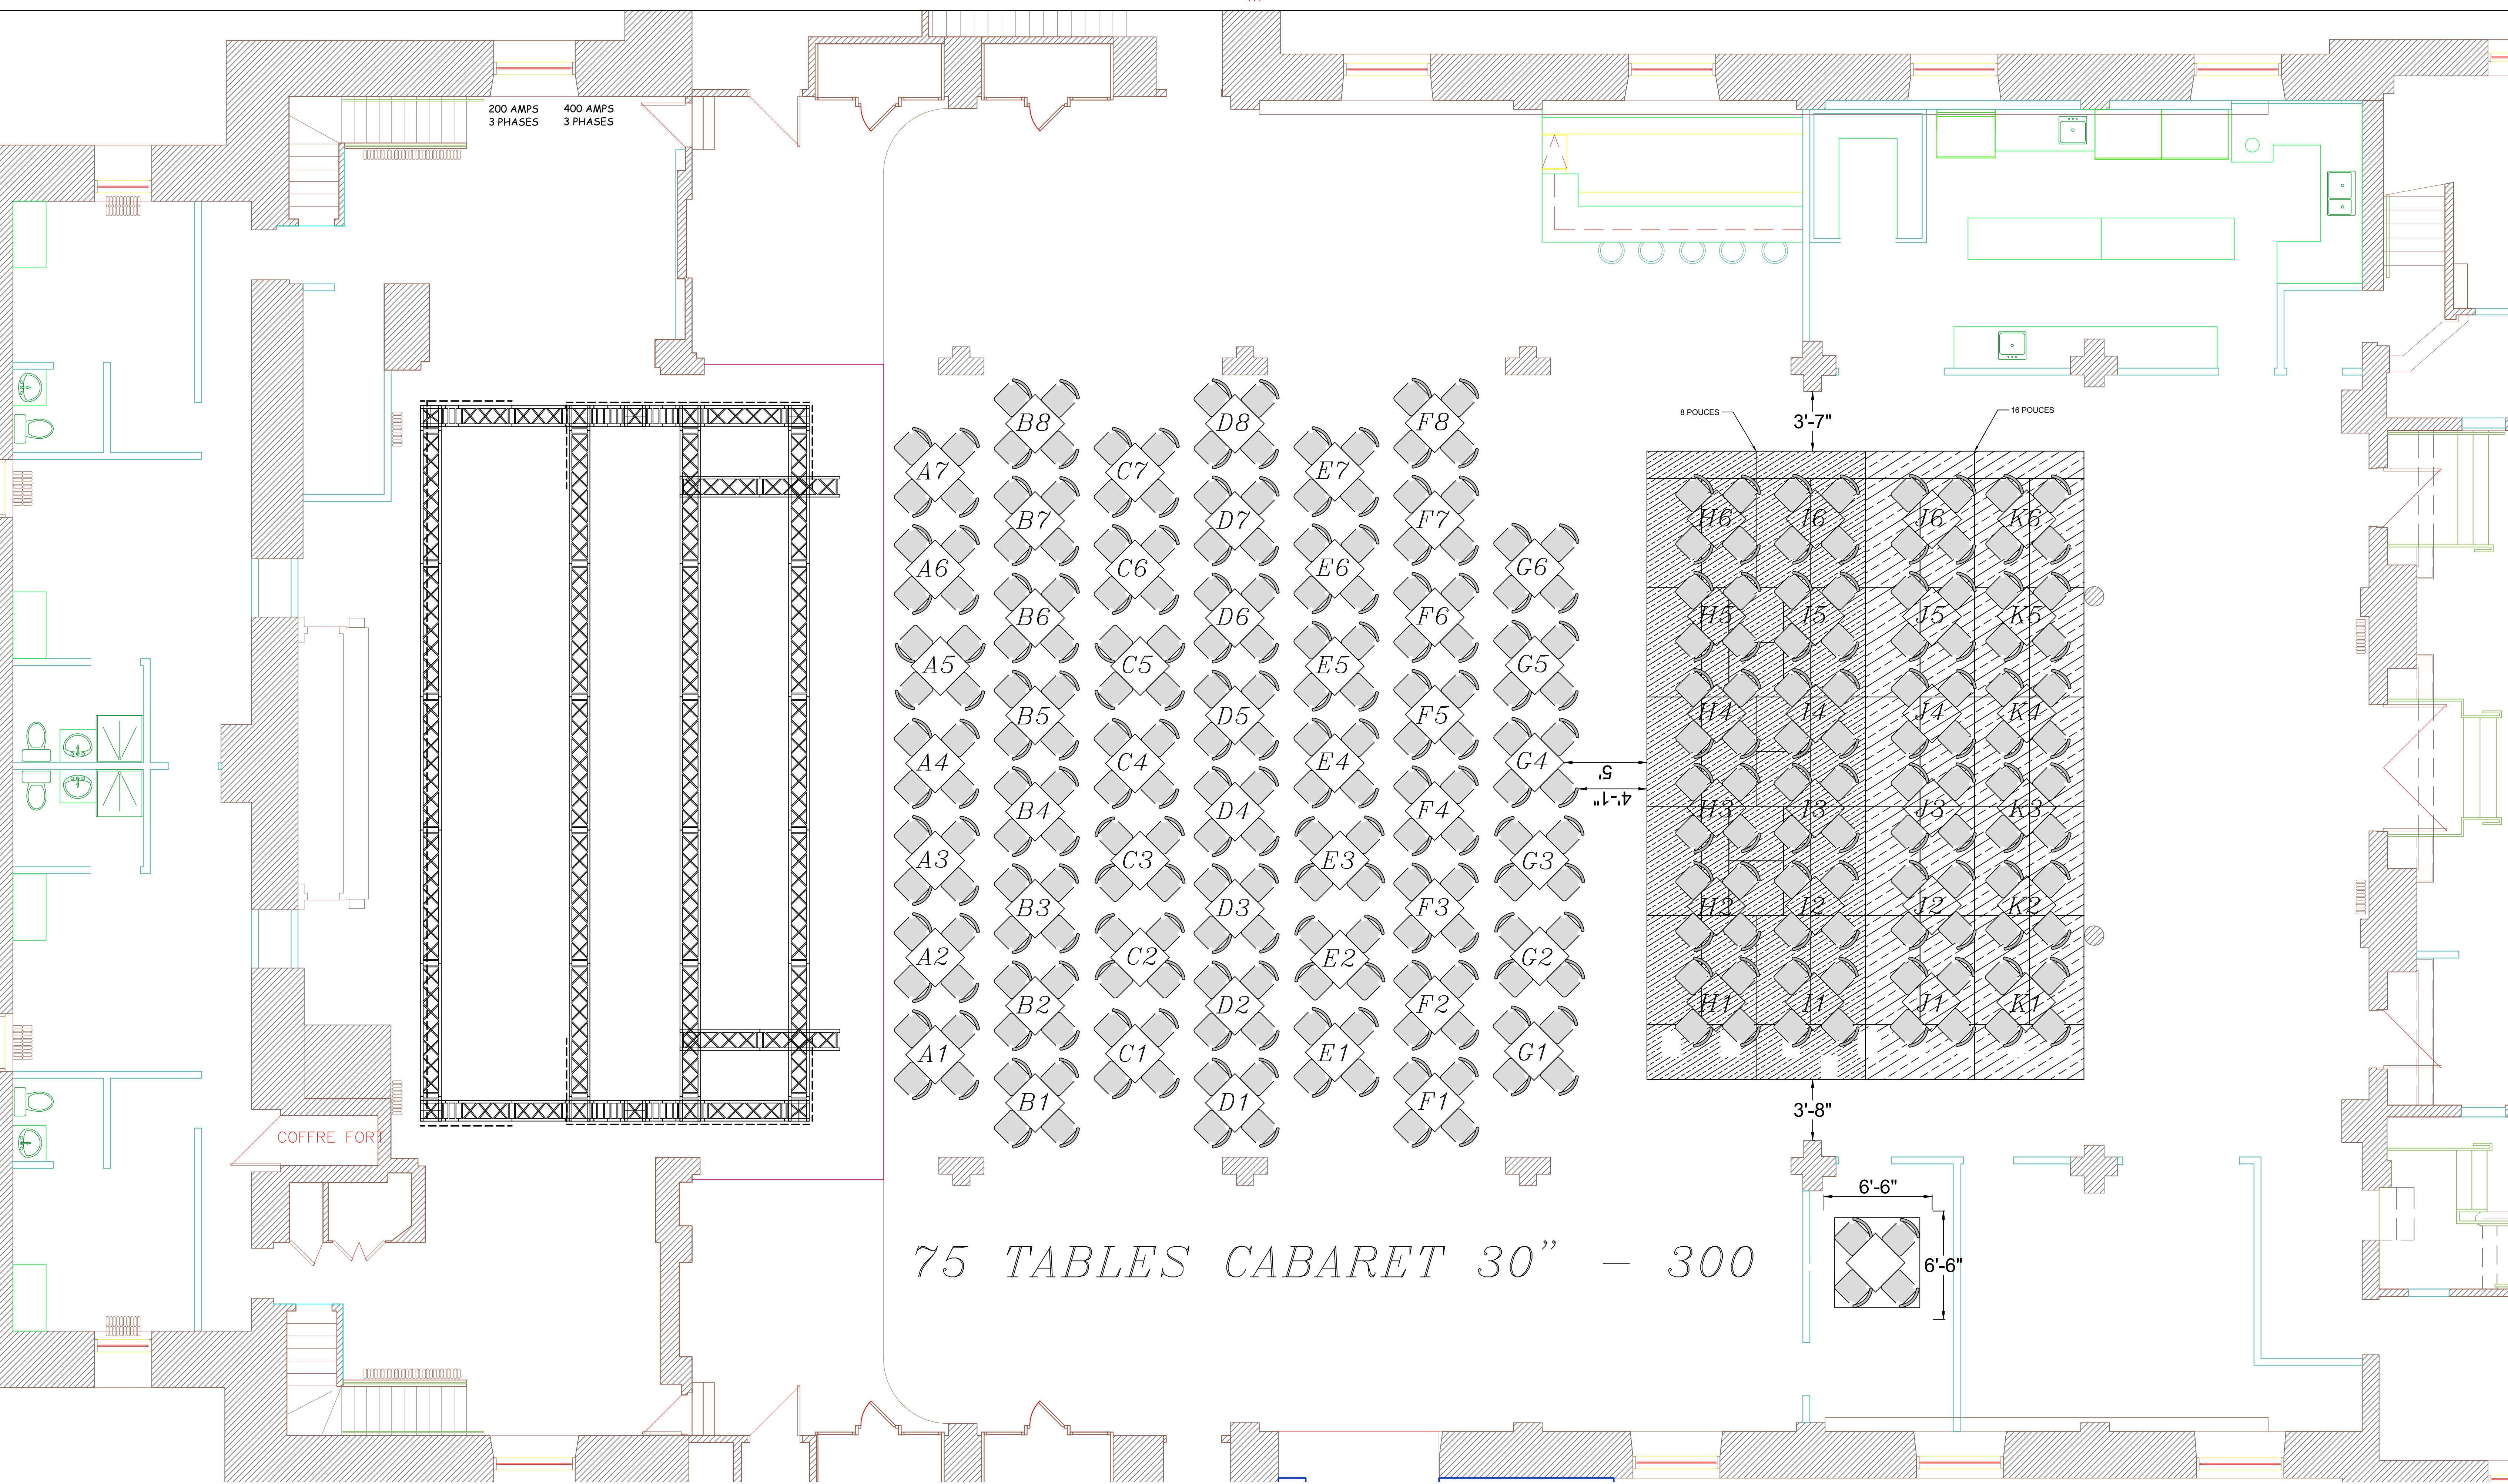 200 AMPS
3 PHASES
400 AMPS
3 PHASES
8 POUCES
3'-7"
16 POUCES
B8
D8
F8
A7
C7
E7
B7
D7
F7
H6
I6
J6
K6
A6
C6
E6
G6
B6
D6
F6
H5
I5
J5
K5
A5
C5
E5
G5
B5
D5
F5
H4
I4
J4
K4
A4
C4
E4
G4
5'
4'-1"
B4
D4
F4
H3
I3
J3
K3
A3
C3
E3
G3
B3
D3
F3
H2
I2
J2
K2
A2
C2
E2
G2
B2
D2
F2
H1
I1
J1
K1
A1
C1
E1
G1
B1
D1
F1
3'-8"
COFFRE FORT
6'-6"
6'-6"
75 TABLES CABARET 30" - 300